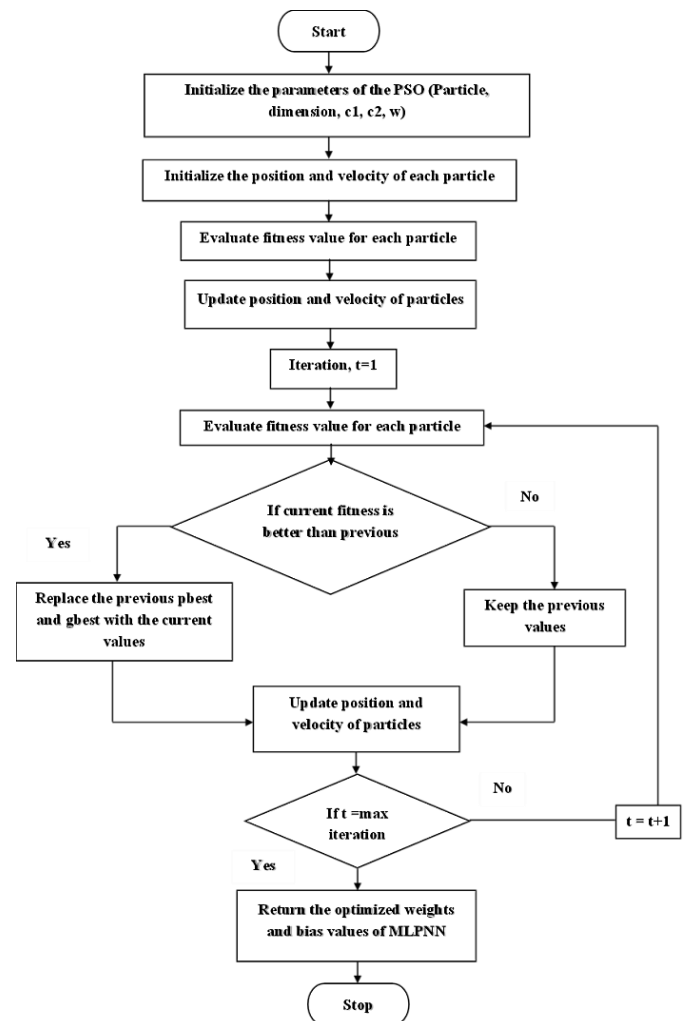 Start
Initialize the parameters of the PSO (Particle,
dimension, c1, c2, w)
Initialize the position and velocity of each particle
Evaluate fitness value for each particle
Update position and velocity of particles
Iteration, t=1
Evaluate fitness value for each particle
If current fitness is
better than previous
No
Yes
Replace the previous pbest
and gbest with the current
values
Keep the previous
values
Update position and
velocity of particles
No
If t =max
iteration
t = t+1
Yes
Return the optimized weights
and bias values of MLPNN
Stop